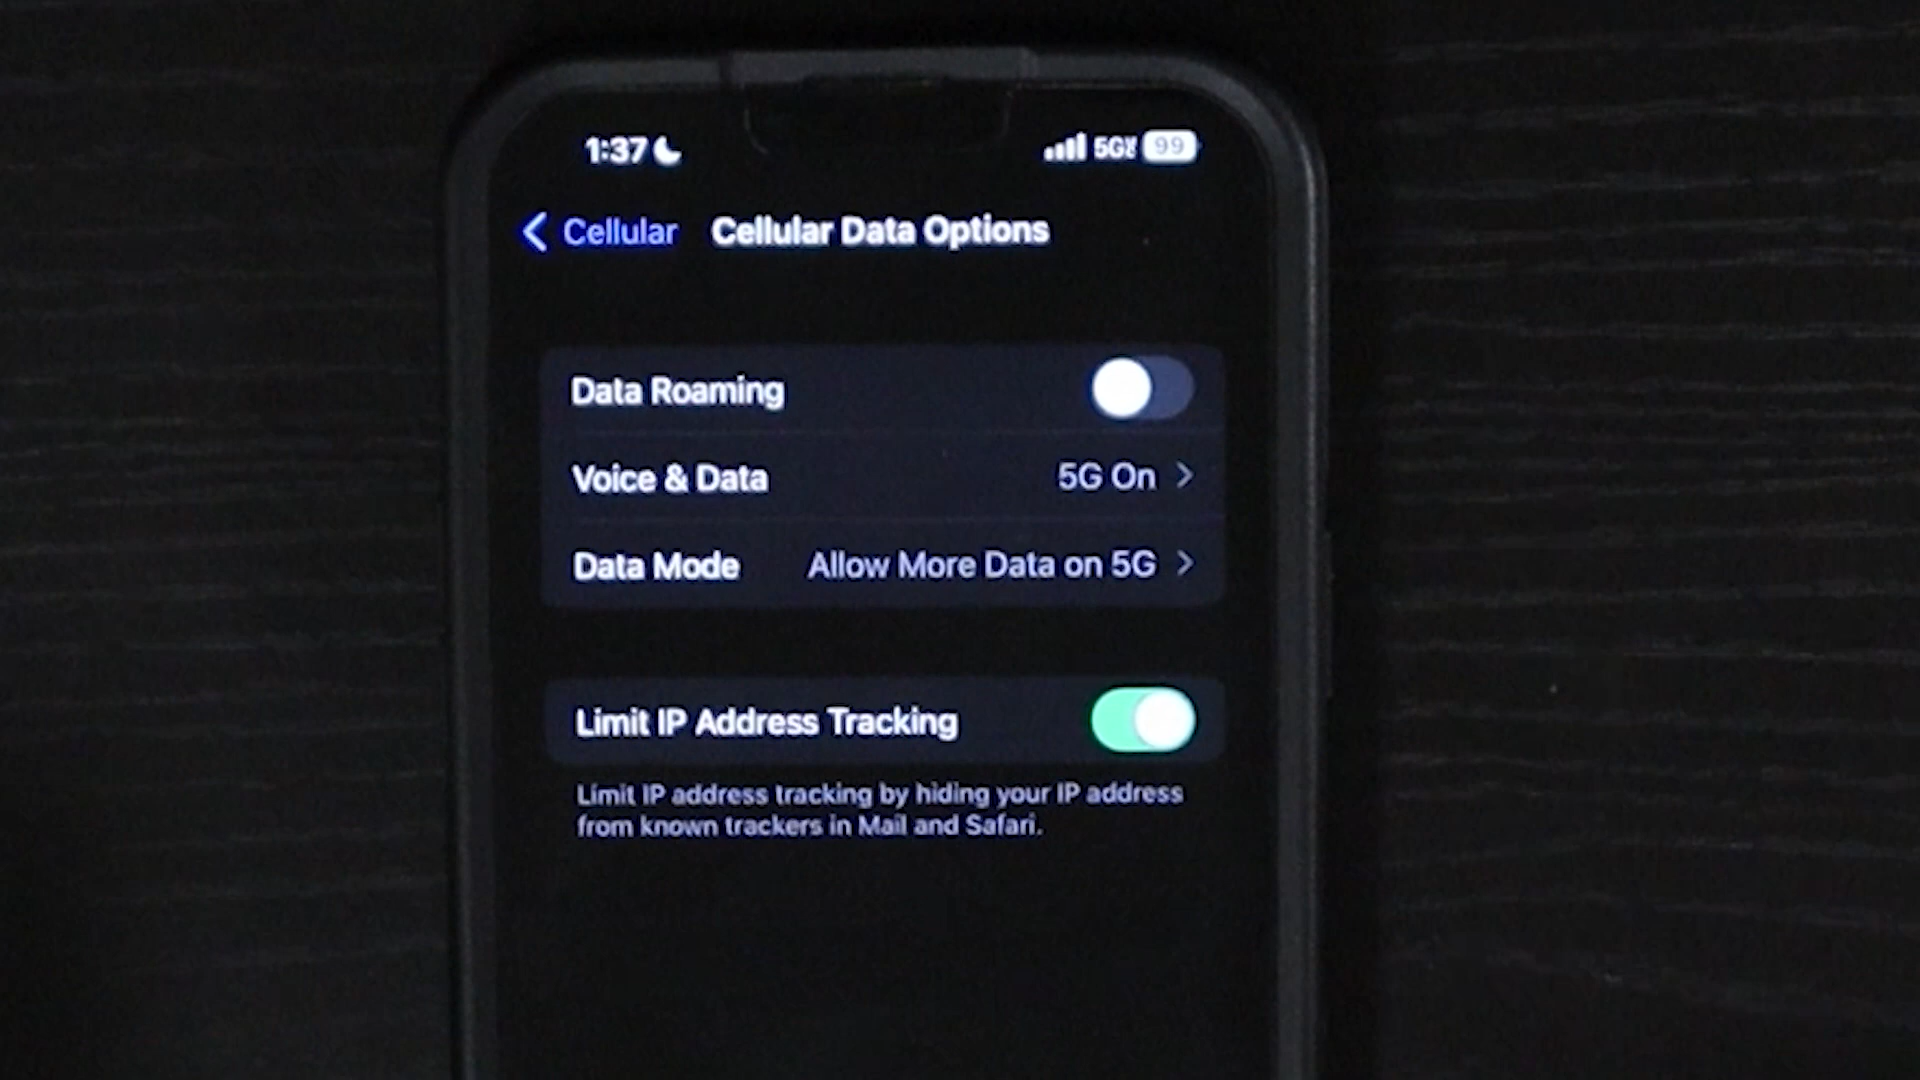 1:37 5G 99
Cellular Cellular Data Options
Data Roaming
Voice & Data 5G On
Data Mode Allow More Data on 5G
Limit IP Address Tracking
Limit IP address tracking by hiding your IP address
from known trackers in Mail and Safari.